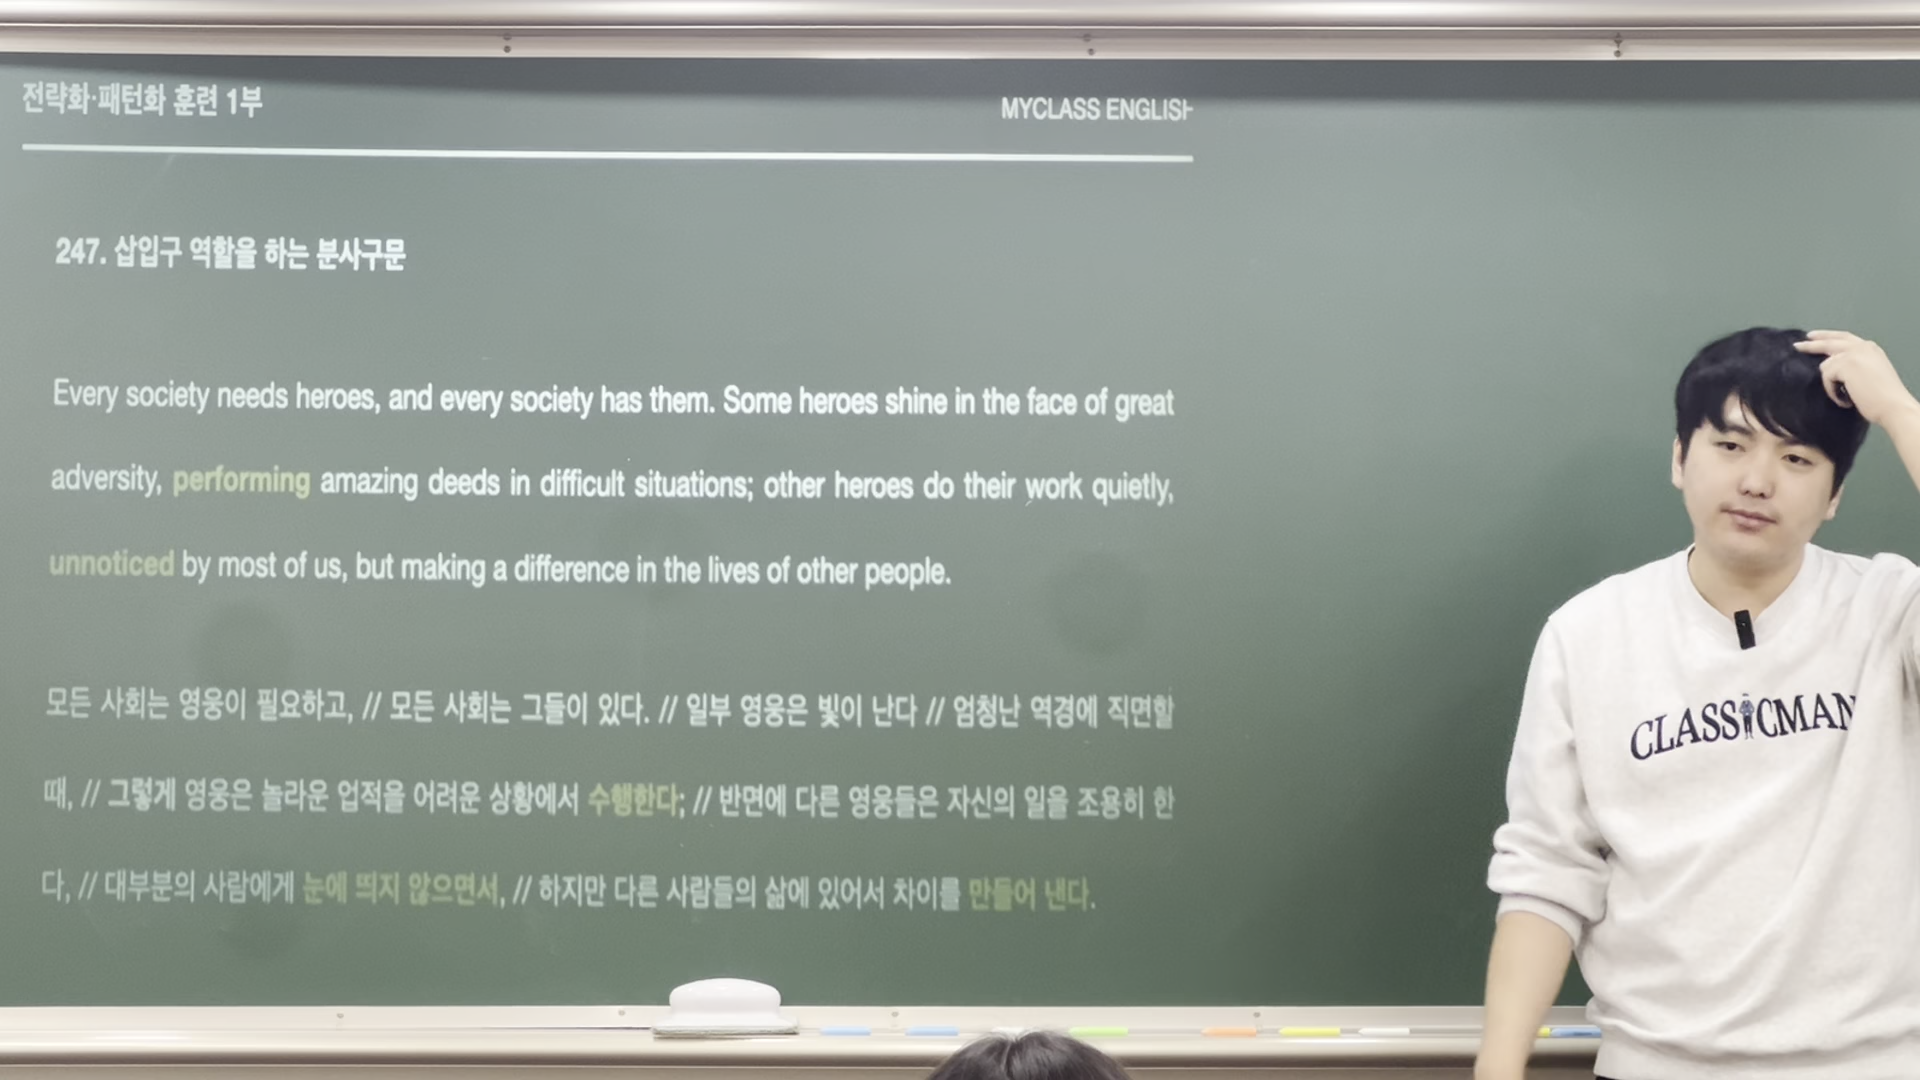 전략화·패턴화 훈련 1부
MYCLASS ENGLISH
247. 삽입구 역할을 하는 분사구문
Every society needs heroes, and every society has them. Some heroes shine in the face of great
adversity, performing amazing deeds in difficult situations; other heroes do their work quietly,
unnoticed by most of us, but making a difference in the lives of other people.
모든 사회는 영웅이 필요하고, // 모든 사회는 그들이 있다. // 일부 영웅은 빛이 난다 // 엄청난 역경에 직면할
때, // 그렇게 영웅은 놀라운 업적을 어려운 상황에서 수행한다; // 반면에 다른 영웅들은 자신의 일을 조용히 한
다, // 대부분의 사람에게 눈에 띄지 않으면서, // 하지만 다른 사람들의 삶에 있어서 차이를 만들어 낸다.
CLASSICMAN